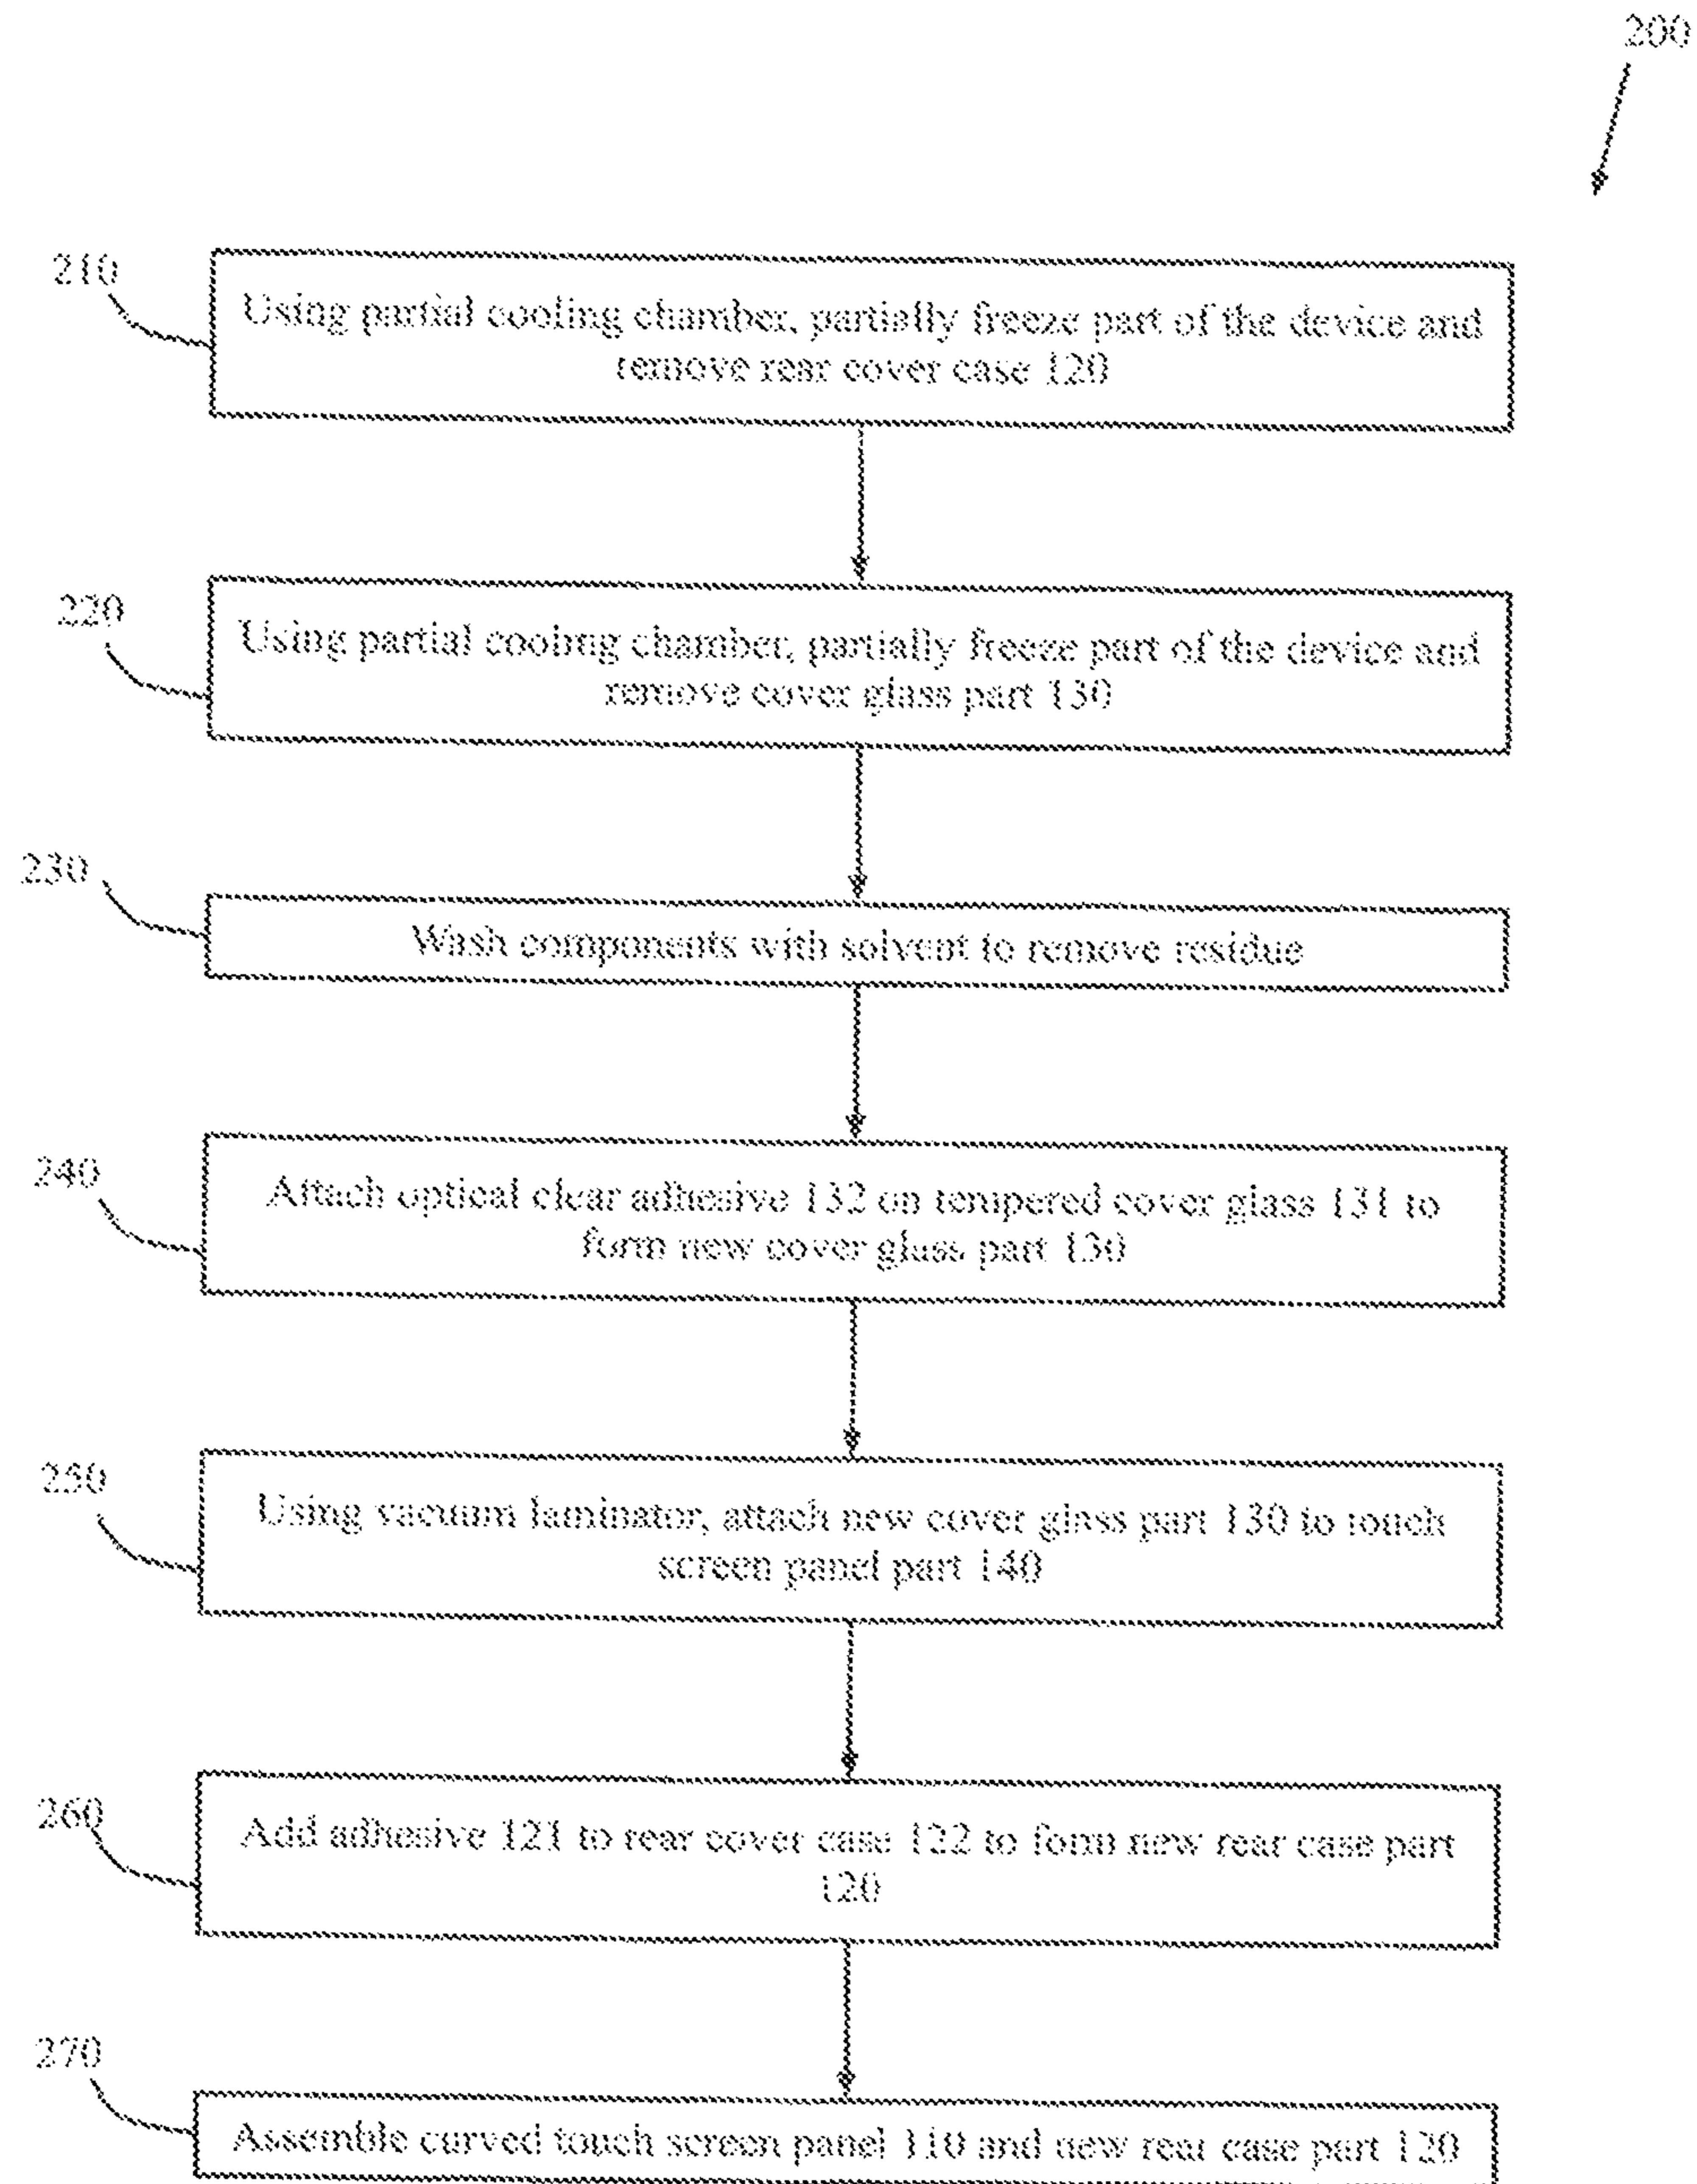 200
210
Using partial cooling chamber, partially freeze part of the device and
remove rear cover case 120
220
Using partial cooling chamber, partially freeze part of the device and
remove cover glass part 130
230
Wash components with solvent to remove residue
240
Attach optical clear adhesive 132 on tempered cover glass 131 to
form new cover glass part 130
250
Using vacuum laminator, attach new cover glass part 130 to touch
screen panel part 140
260
Add adhesive 121 to rear cover case 122 to form new rear case part
120
270
Assemble curved touch screen panel 110 and new rear case part 120